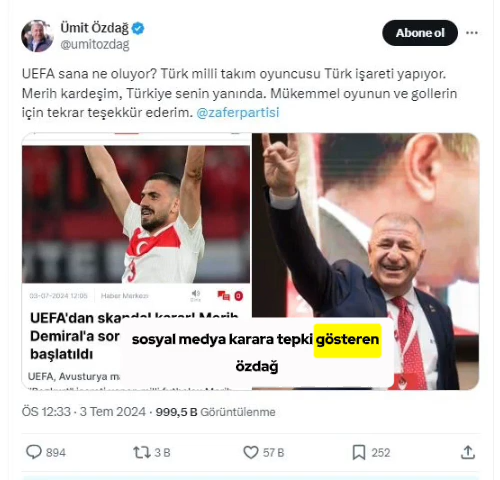 Ümit Özdağ
@umitozdag
Abone ol
UEFA sana ne oluyor? Türk milli takım oyuncusu Türk işareti yapıyor.
Merih kardeşim, Türkiye senin yanında. Mükemmel oyunun ve gollerin
için tekrar teşekkür ederim. @zaferpartisi
03-07-2024 12:05 Haber Merkezi 0
UEFA'dan skandal karar! Merih
Demiral'a sor
başlatıldı
UEFA, Avusturya ma
sosyal medya karara tepki gösteren
özdağ
ÖS 12:33 · 3 Tem 2024 · 999,5 B Görüntülenme
894 3 B 57 B 252